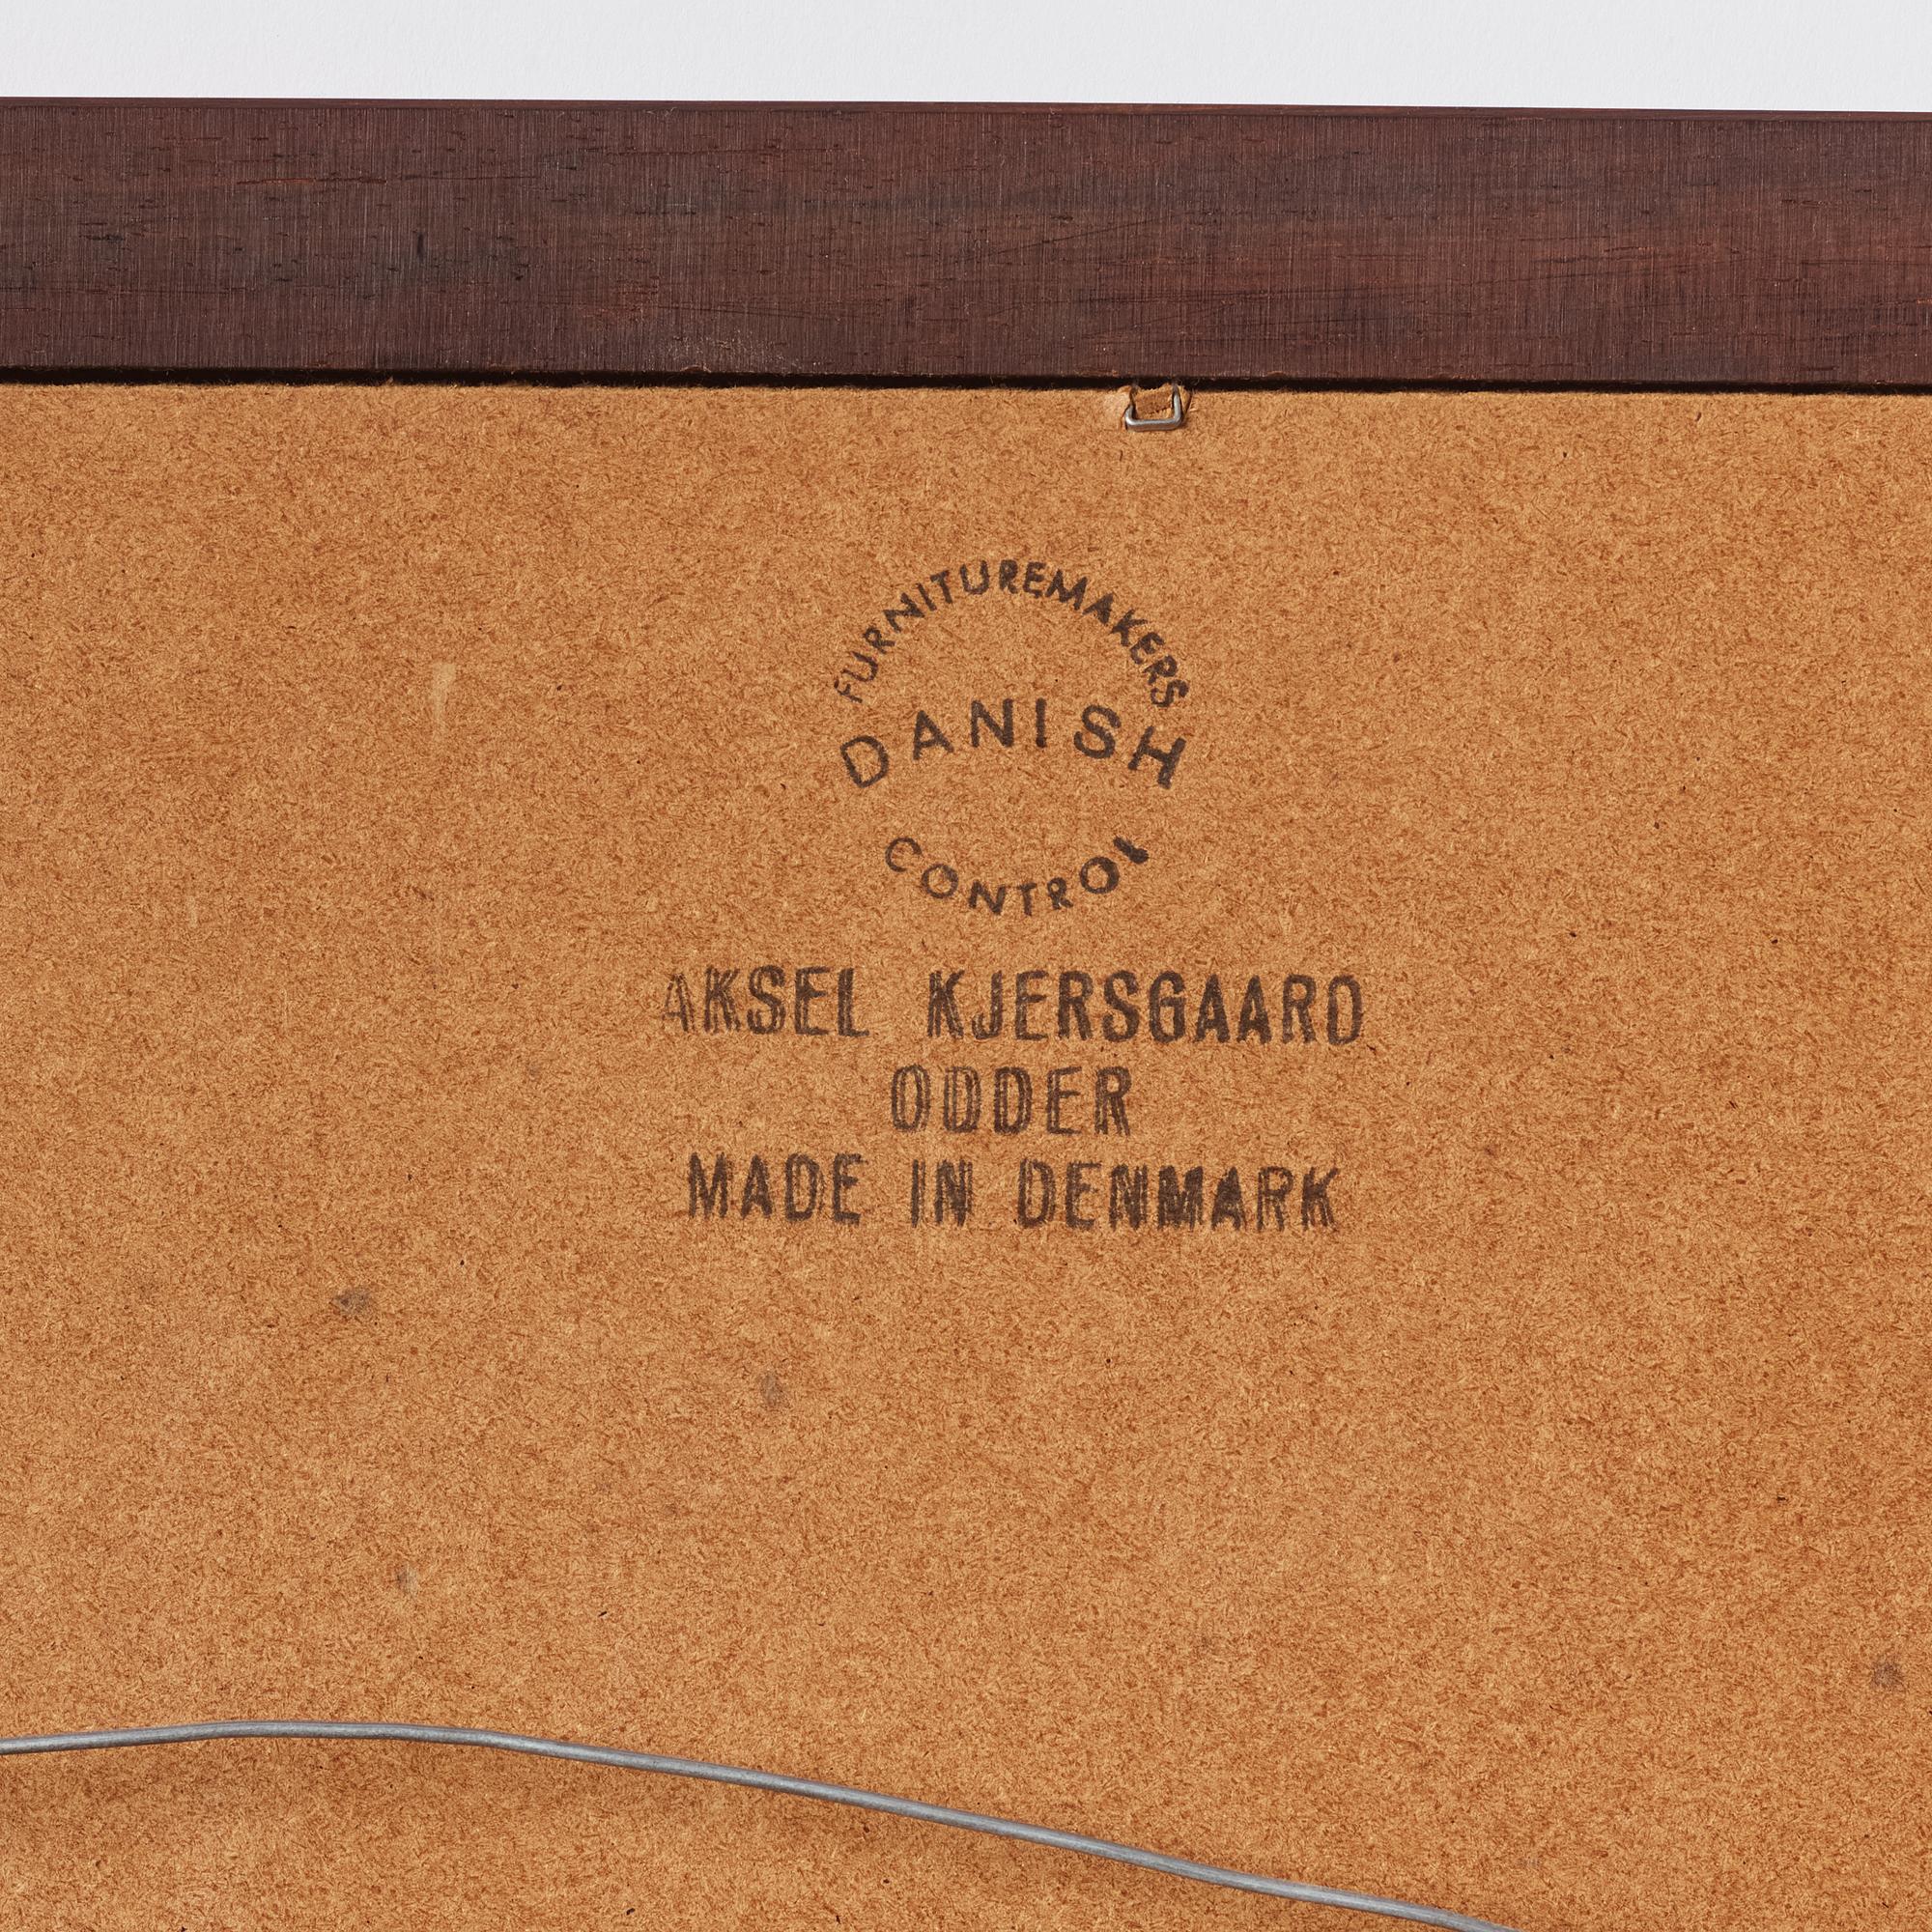 FURNITUREMAKERS
DANISH
CONTROL
AKSEL KJERSGAARD
ODDER
MADE IN DENMARK